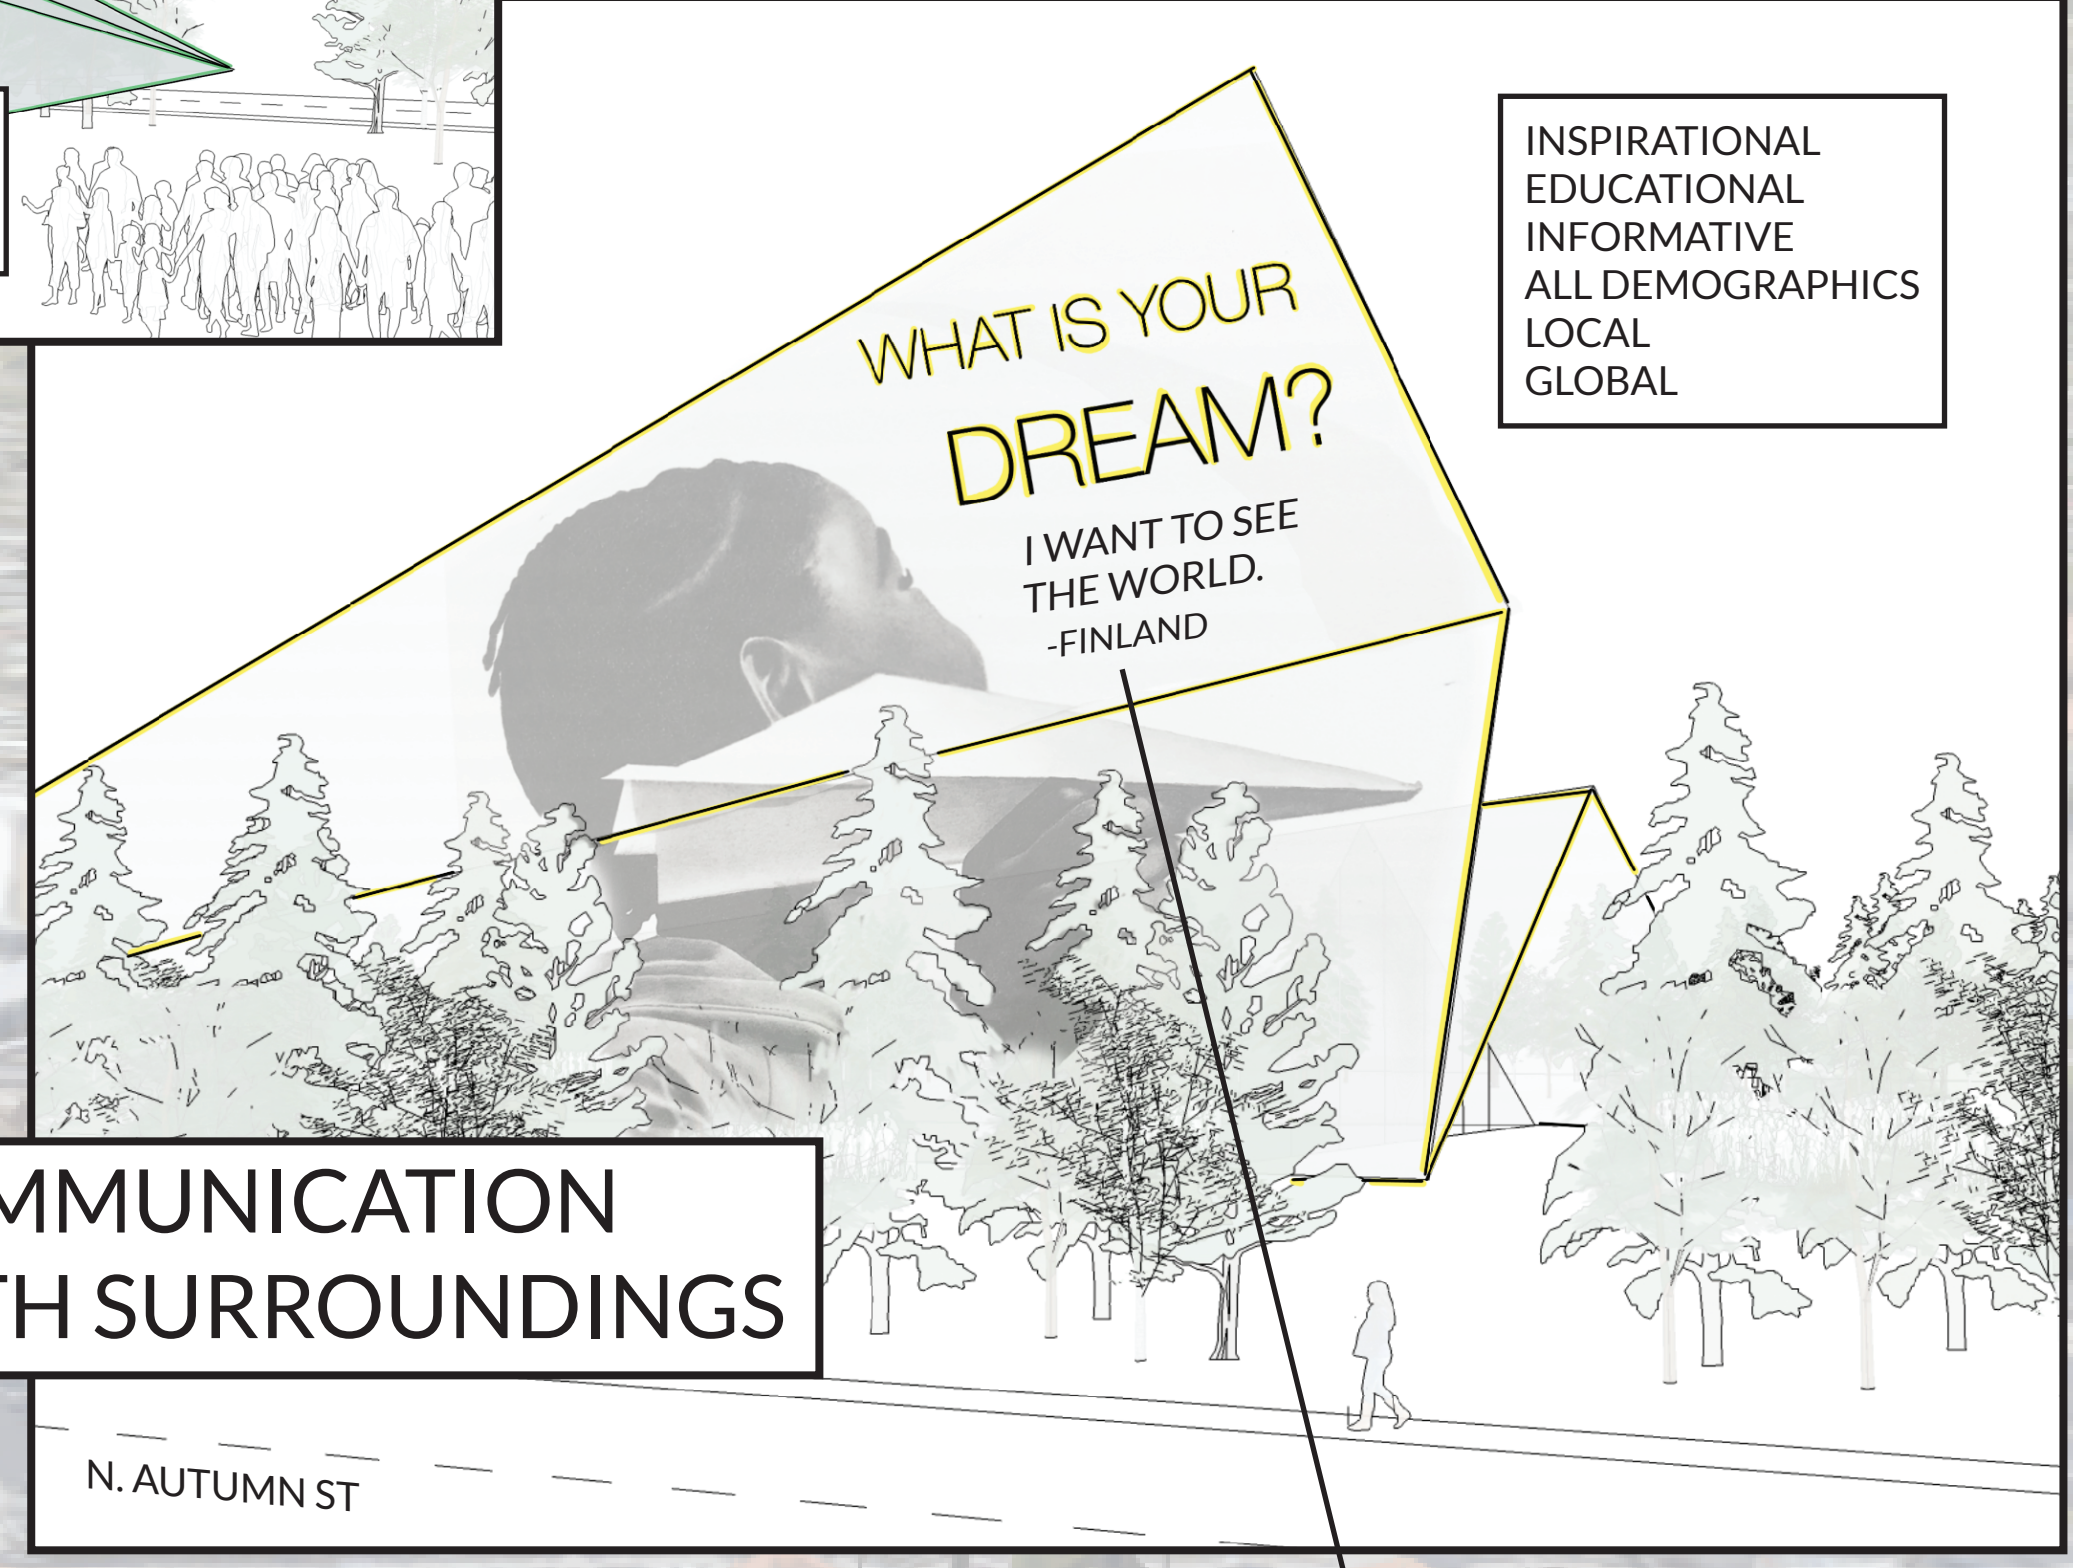 INSPIRATIONAL
EDUCATIONAL
INFORMATIVE
ALL DEMOGRAPHICS
LOCAL
GLOBAL
WHAT IS YOUR
DREAM?
I WANT TO SEE
THE WORLD.
-FINLAND
MMUNICATION
TH SURROUNDINGS
N. AUTUMN ST